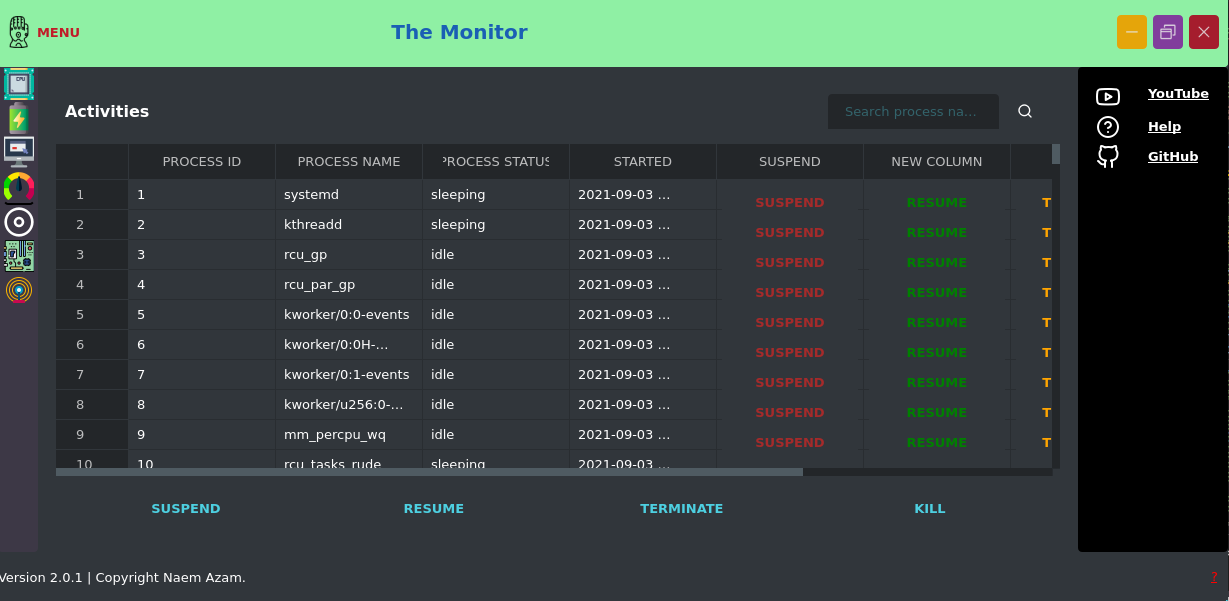 MENU
The Monitor
CPU
YouTube
Help
GitHub
Activities
Search process na...
PROCESS ID PROCESS NAME PROCESS STATUS STARTED SUSPEND NEW COLUMN
1 1 systemd sleeping 2021-09-03 ... SUSPEND RESUME T
2 2 kthreadd sleeping 2021-09-03 ... SUSPEND RESUME T
3 3 rcu_gp idle 2021-09-03 ... SUSPEND RESUME T
4 4 rcu_par_gp idle 2021-09-03 ... SUSPEND RESUME T
5 5 kworker/0:0-events idle 2021-09-03 ... SUSPEND RESUME T
6 6 kworker/0:0H-... idle 2021-09-03 ... SUSPEND RESUME T
7 7 kworker/0:1-events idle 2021-09-03 ... SUSPEND RESUME T
8 8 kworker/u256:0-... idle 2021-09-03 ... SUSPEND RESUME T
9 9 mm_percpu_wq idle 2021-09-03 ... SUSPEND RESUME T
10 10 rcu_tasks_rude sleeping 2021-09-03 ...
SUSPEND RESUME TERMINATE KILL
Version 2.0.1 | Copyright Naem Azam.
?